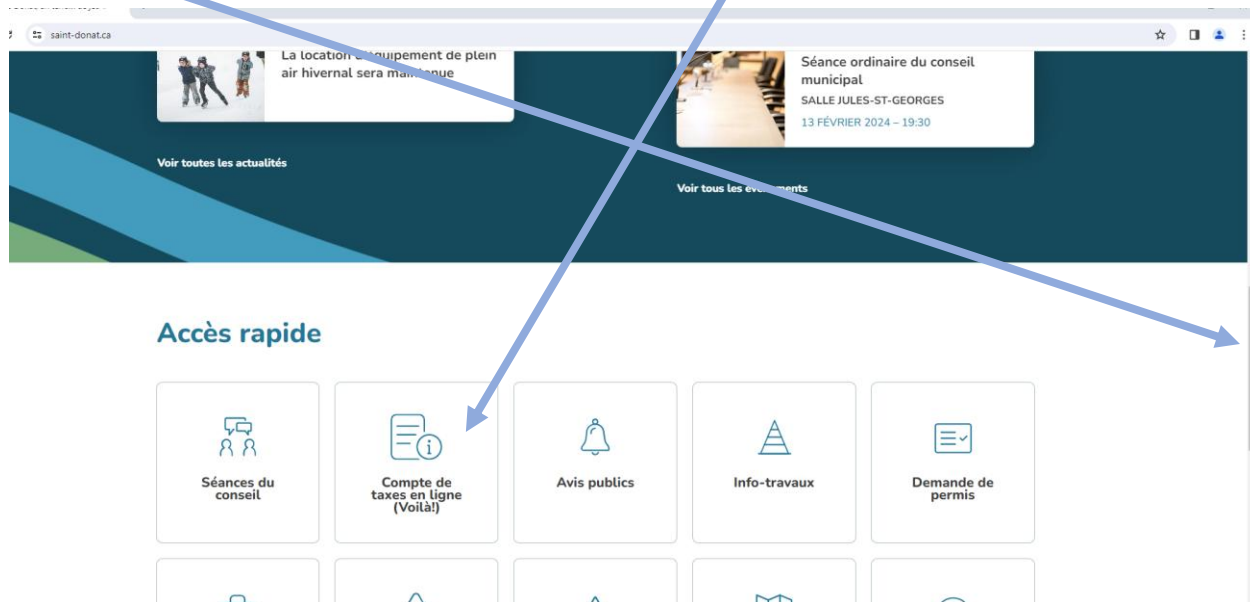 saint-donat.ca
La location d'équipement de plein
air hivernal sera maintenue
Séance ordinaire du conseil
municipal
SALLE JULES-ST-GEORGES
13 FÉVRIER 2024 – 19:30
Voir toutes les actualités
Voir tous les événements
Accès rapide
Séances du
conseil
Compte de
taxes en ligne
(Voilà!)
Avis publics
Info-travaux
Demande de
permis